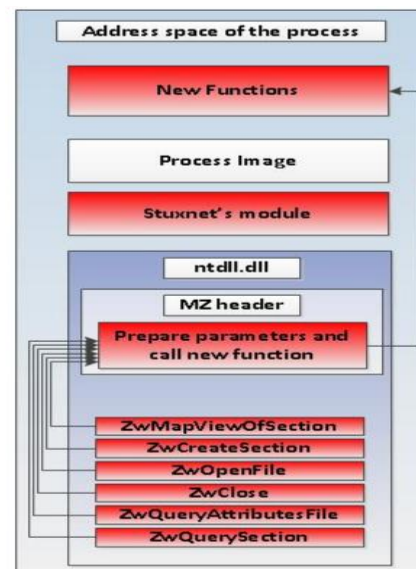 Address space of the process
New Functions
Process Image
Stuxnet's module
ntdll.dll
MZ header
Prepare parameters and
call new function
ZwMapViewOfSection
ZwCreateSection
ZwOpenFile
ZwClose
ZwQueryAttributesFile
ZwQuerySection